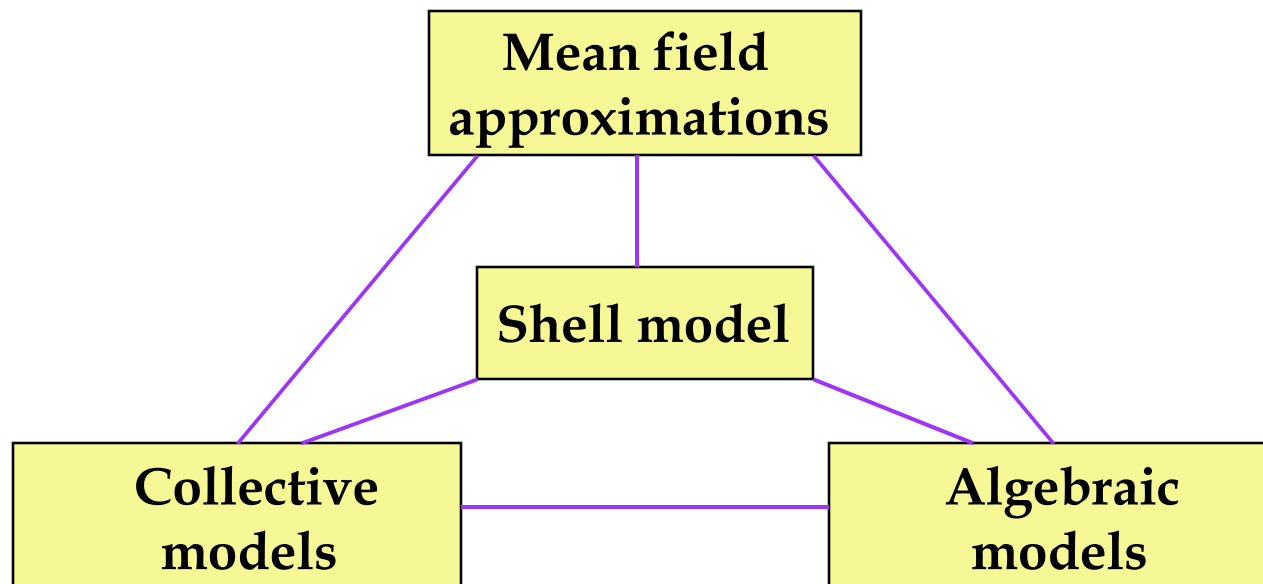 Mean field
approximations
Shell model
Collective
models
Algebraic
models